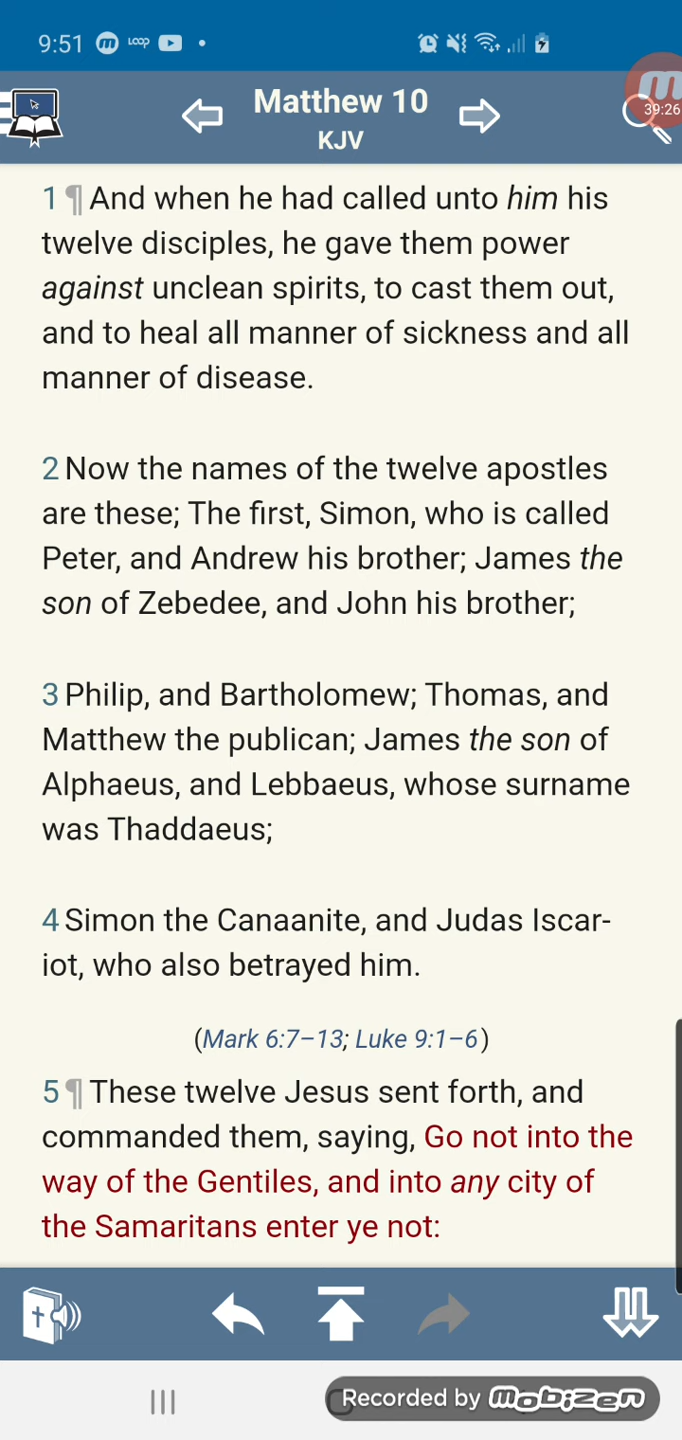 9:51 m LOOP
Matthew 10
KJV
39:26
1 ¶ And when he had called unto him his
twelve disciples, he gave them power
against unclean spirits, to cast them out,
and to heal all manner of sickness and all
manner of disease.
2 Now the names of the twelve apostles
are these; The first, Simon, who is called
Peter, and Andrew his brother; James the
son of Zebedee, and John his brother;
3 Philip, and Bartholomew; Thomas, and
Matthew the publican; James the son of
Alphaeus, and Lebbaeus, whose surname
was Thaddaeus;
4 Simon the Canaanite, and Judas Iscar-
iot, who also betrayed him.
(Mark 6:7–13; Luke 9:1–6)
5 ¶ These twelve Jesus sent forth, and
commanded them, saying, Go not into the
way of the Gentiles, and into any city of
the Samaritans enter ye not:
Recorded by mobizen